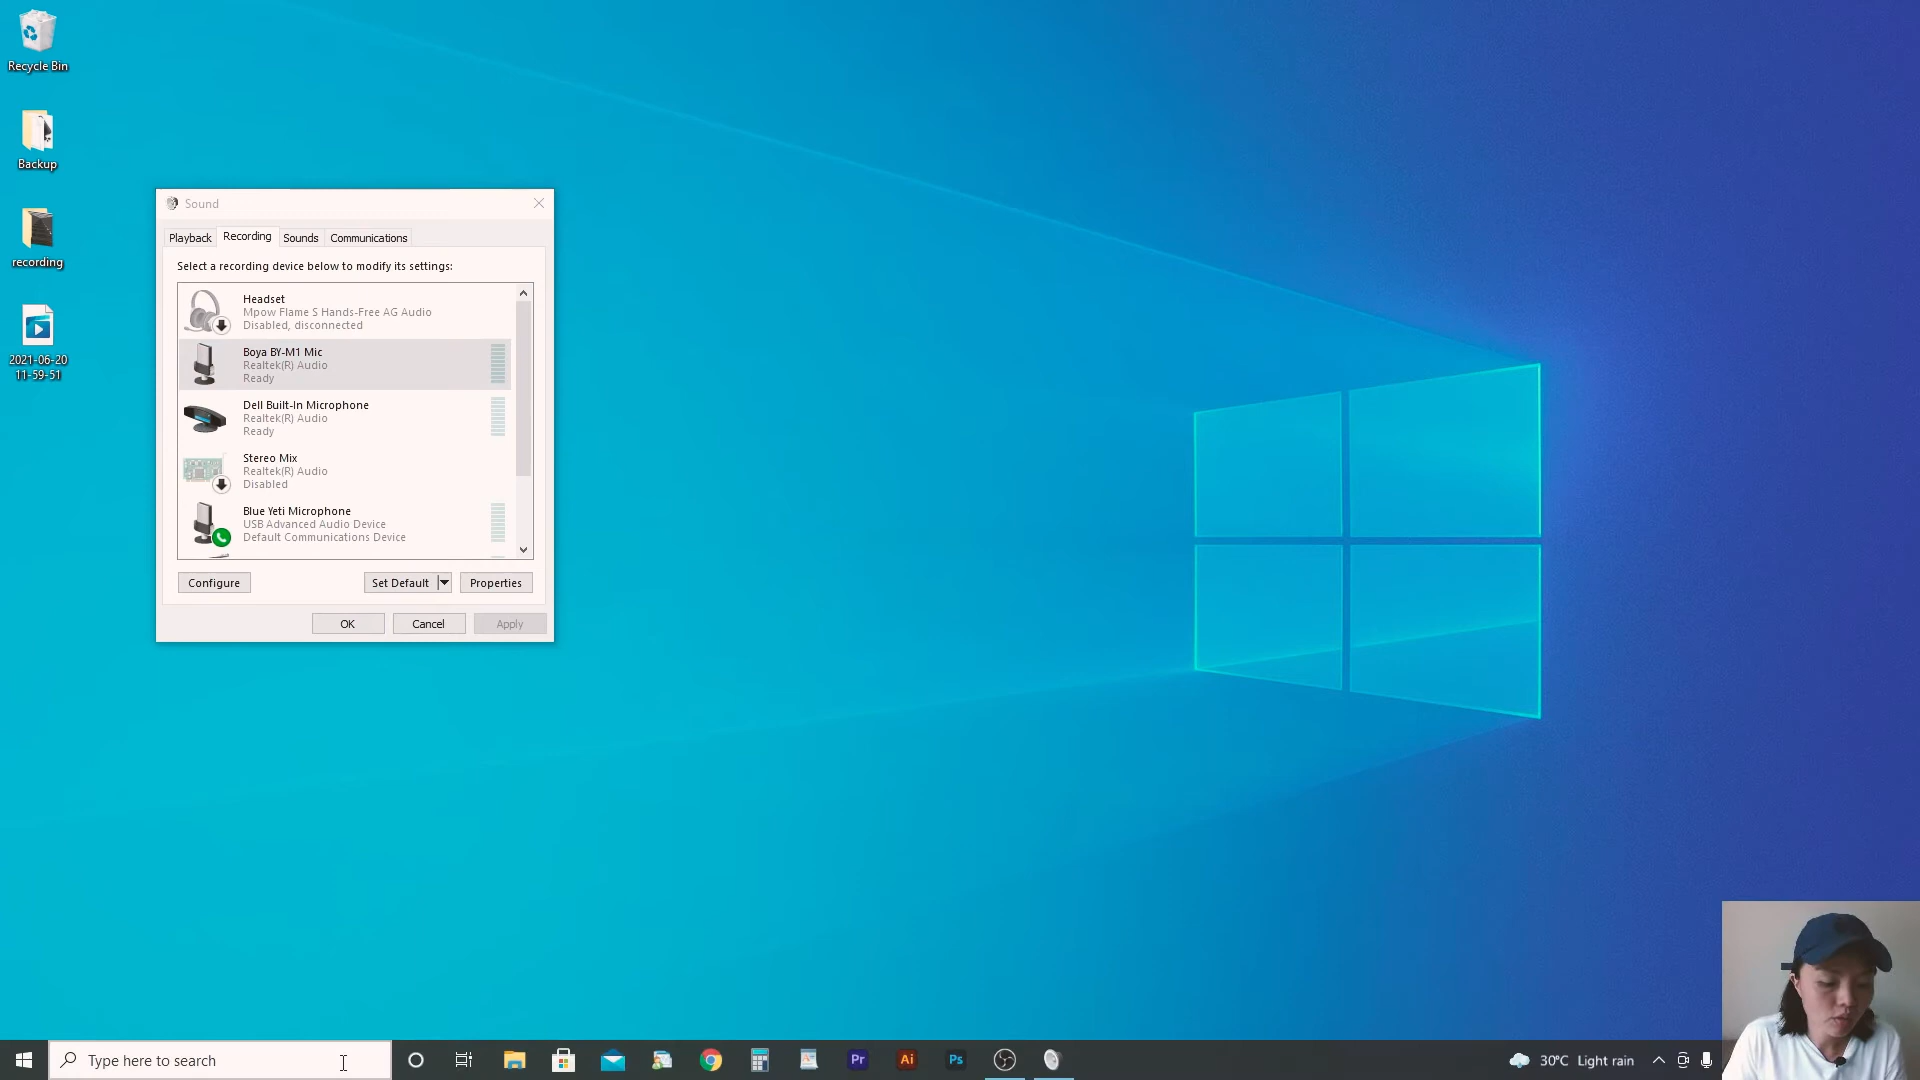 Recycle Bin
Backup
recording
2021-06-20
11-59-51
Sound
Playback
Recording
Sounds
Communications
Select a recording device below to modify its settings:
Headset
Mpow Flame S Hands-Free AG Audio
Disabled, disconnected
Boya BY-M1 Mic
Realtek(R) Audio
Ready
Dell Built-In Microphone
Realtek(R) Audio
Ready
Stereo Mix
Realtek(R) Audio
Disabled
Blue Yeti Microphone
USB Advanced Audio Device
Default Communications Device
Configure
Set Default
Properties
OK
Cancel
Apply
Type here to search
Pr
Ai
Ps
30°C Light rain